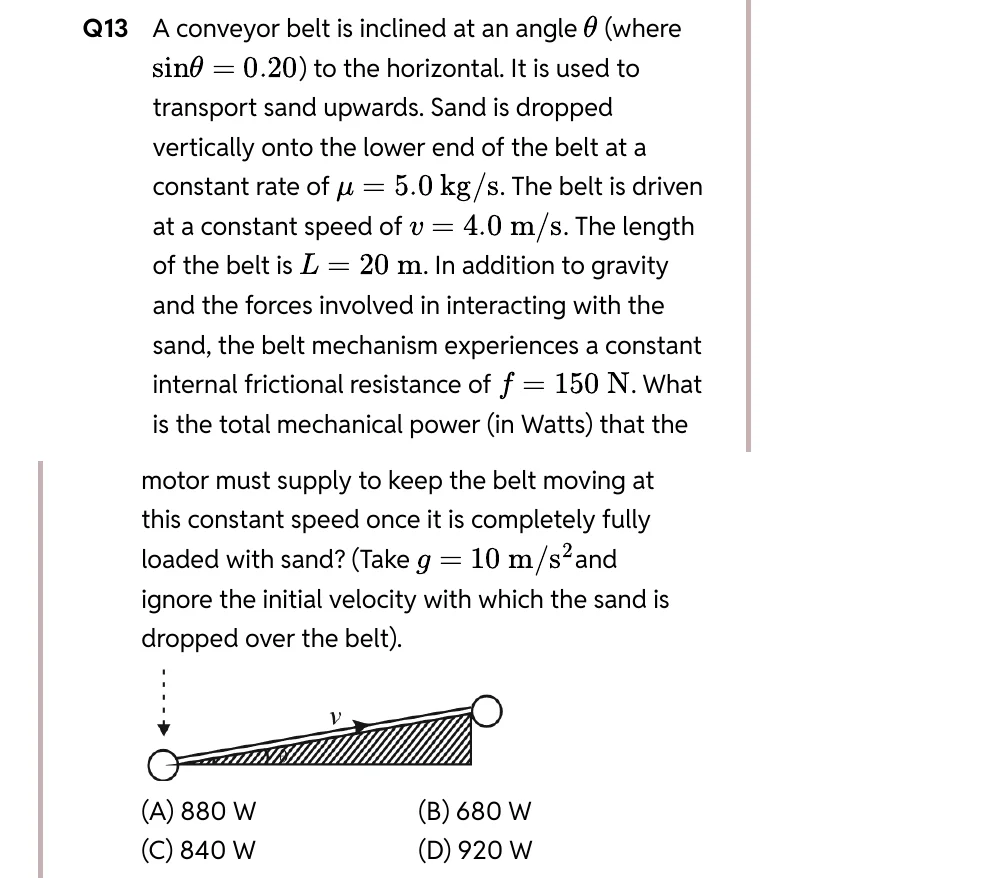 Q13 A conveyor belt is inclined at an angle θ (where
sinθ = 0.20) to the horizontal. It is used to
transport sand upwards. Sand is dropped
vertically onto the lower end of the belt at a
constant rate of μ = 5.0 kg/s. The belt is driven
at a constant speed of v = 4.0 m/s. The length
of the belt is L = 20 m. In addition to gravity
and the forces involved in interacting with the
sand, the belt mechanism experiences a constant
internal frictional resistance of f = 150 N. What
is the total mechanical power (in Watts) that the
motor must supply to keep the belt moving at
this constant speed once it is completely fully
loaded with sand? (Take g = 10 m/s²and
ignore the initial velocity with which the sand is
dropped over the belt).
v
θ
(A) 880 W (B) 680 W
(C) 840 W (D) 920 W